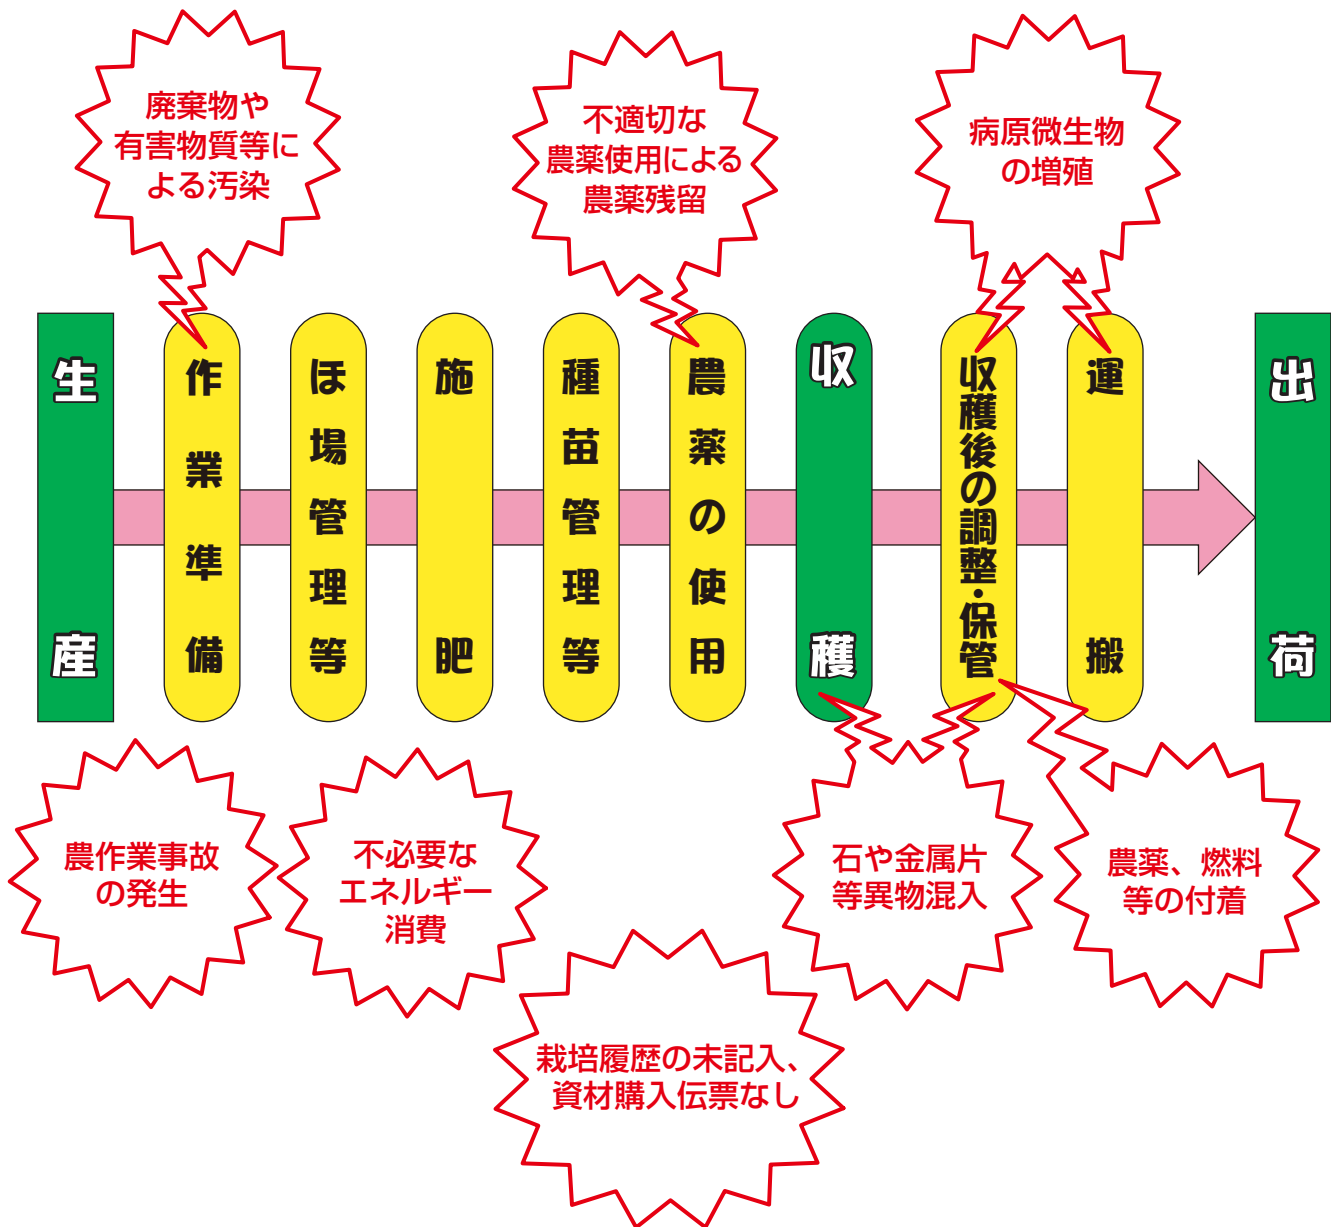 廃棄物や
有害物質等に
よる汚染
不適切な
農薬使用による
農薬残留
病原微生物
の増殖
生産
作業準備
ほ場管理等
施肥
種苗管理等
農薬の使用
収穫
収穫後の調整・保管
運搬
出荷
農作業事故
の発生
不必要な
エネルギー
消費
石や金属片
等異物混入
農薬、燃料
等の付着
栽培履歴の未記入、
資材購入伝票なし